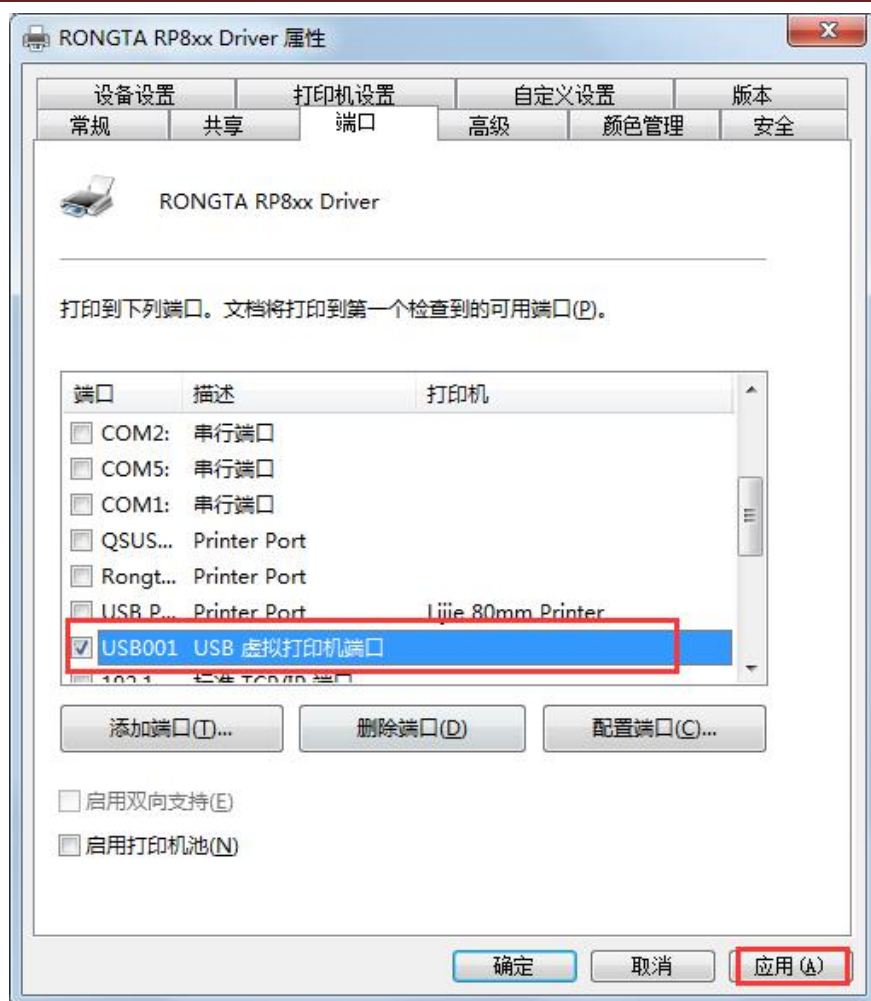 RONGTA RP8xx Driver 属性
设备设置 打印机设置 自定义设置 版本
常规 共享 端口 高级 颜色管理 安全
RONGTA RP8xx Driver
打印到下列端口。文档将打印到第一个检查到的可用端口(P)。
端口 描述 打印机
COM2: 串行端口
COM5: 串行端口
COM1: 串行端口
QSUS... Printer Port
Rongt... Printer Port
USB P... Printer Port Lijie 80mm Printer
USB001 USB 虚拟打印机端口
标准 TCP/IP 端口
添加端口(T)... 删除端口(D) 配置端口(C)...
启用双向支持(E)
启用打印机池(N)
确定 取消 应用(A)